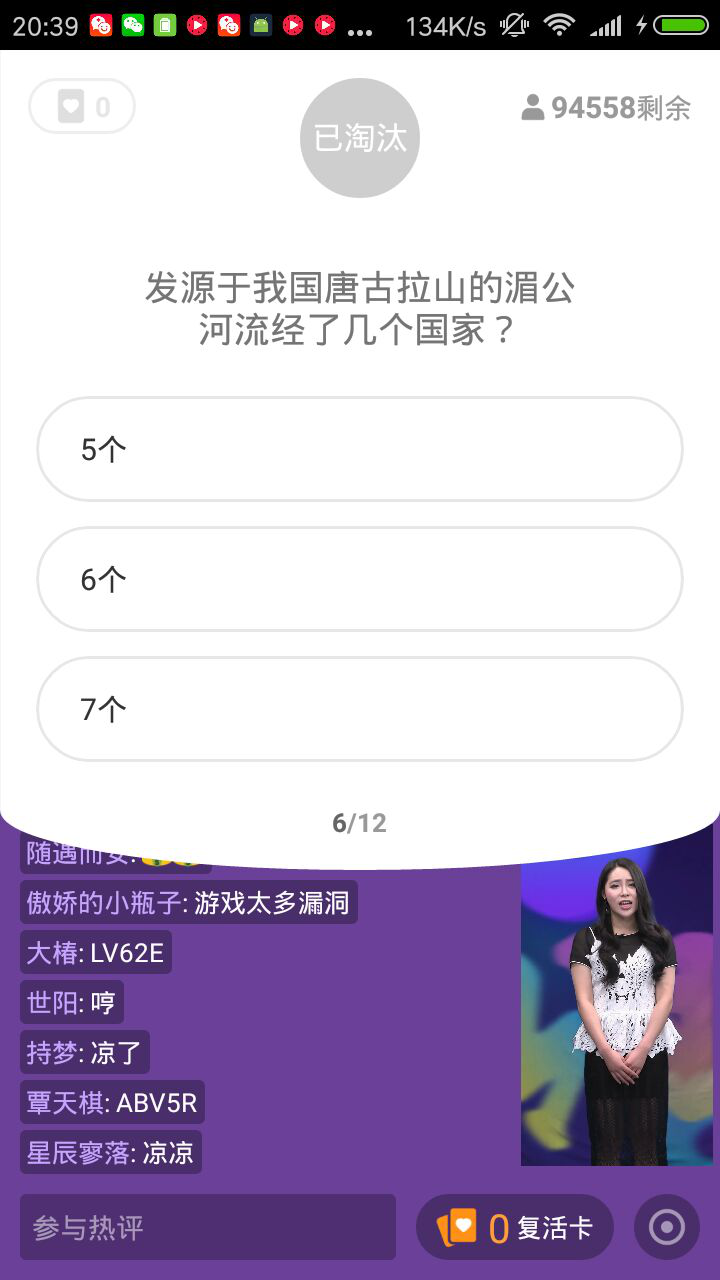 20:39
134K/s
0
已淘汰
94558剩余
发源于我国唐古拉山的湄公
河流经了几个国家？
5个
6个
7个
6/12
随遇而安:
傲娇的小瓶子: 游戏太多漏洞
大椿: LV62E
世阳: 哼
持梦: 凉了
覃天棋: ABV5R
星辰寥落: 凉凉
参与热评
0 复活卡